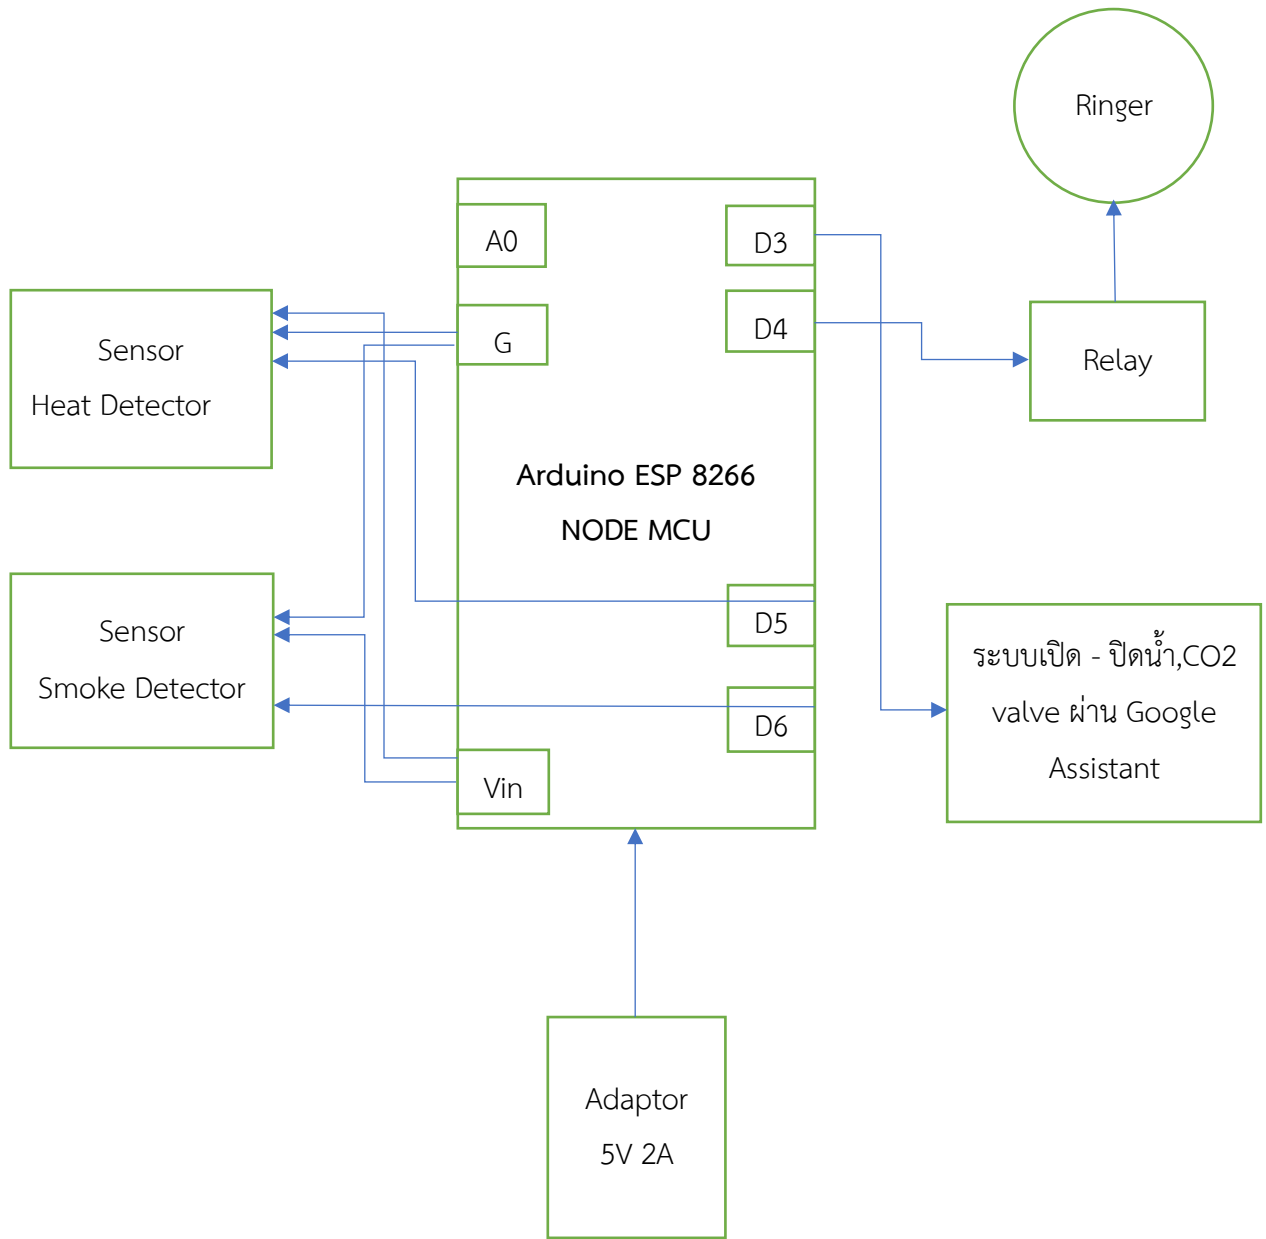 Ringer
A0
D3
G
D4
Sensor
Heat Detector
Relay
Arduino ESP 8266
NODE MCU
D5
Sensor
Smoke Detector
D6
Vin
ระบบเปิด - ปิดน้ำ,CO2
valve ผ่าน Google
Assistant
Adaptor
5V 2A